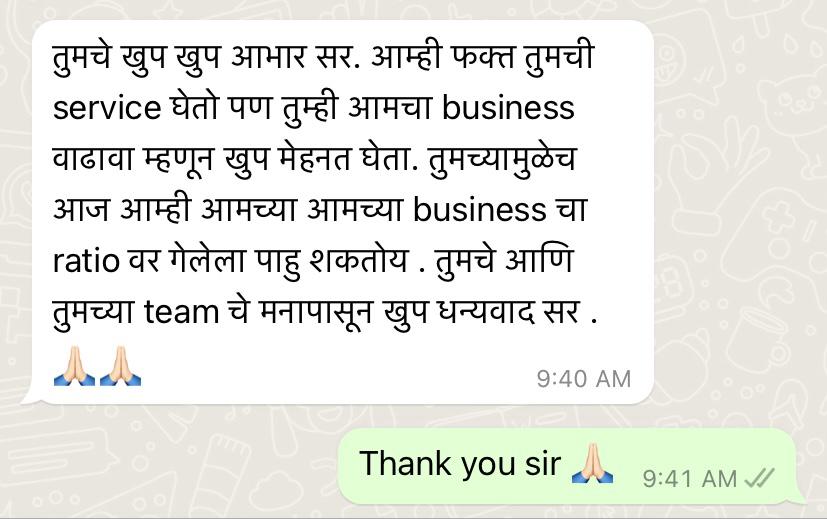 तुमचे खुप खुप आभार सर. आम्ही फक्त तुमची
service घेतो पण तुम्ही आमचा business
वाढावा म्हणून खुप मेहनत घेता. तुमच्यामुळेच
आज आम्ही आमच्या आमच्या business चा
ratio वर गेलेला पाहु शकतोय . तुमचे आणि
तुमच्या team चे मनापासून खुप धन्यवाद सर .
🙏🏻🙏🏻
9:40 AM
Thank you sir 🙏🏻
9:41 AM